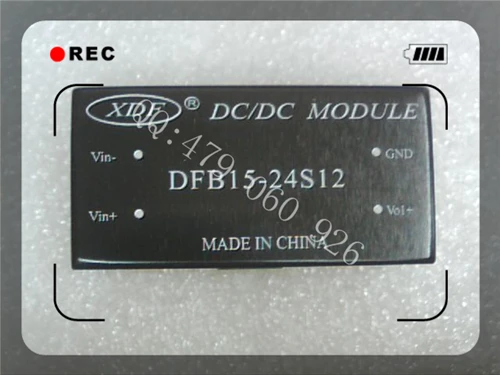 REC
XDF® DC/DC MODULE
Vin- GND
DFB15-24S12
Vin+ Vo1+
MADE IN CHINA
QQ:479 060 926